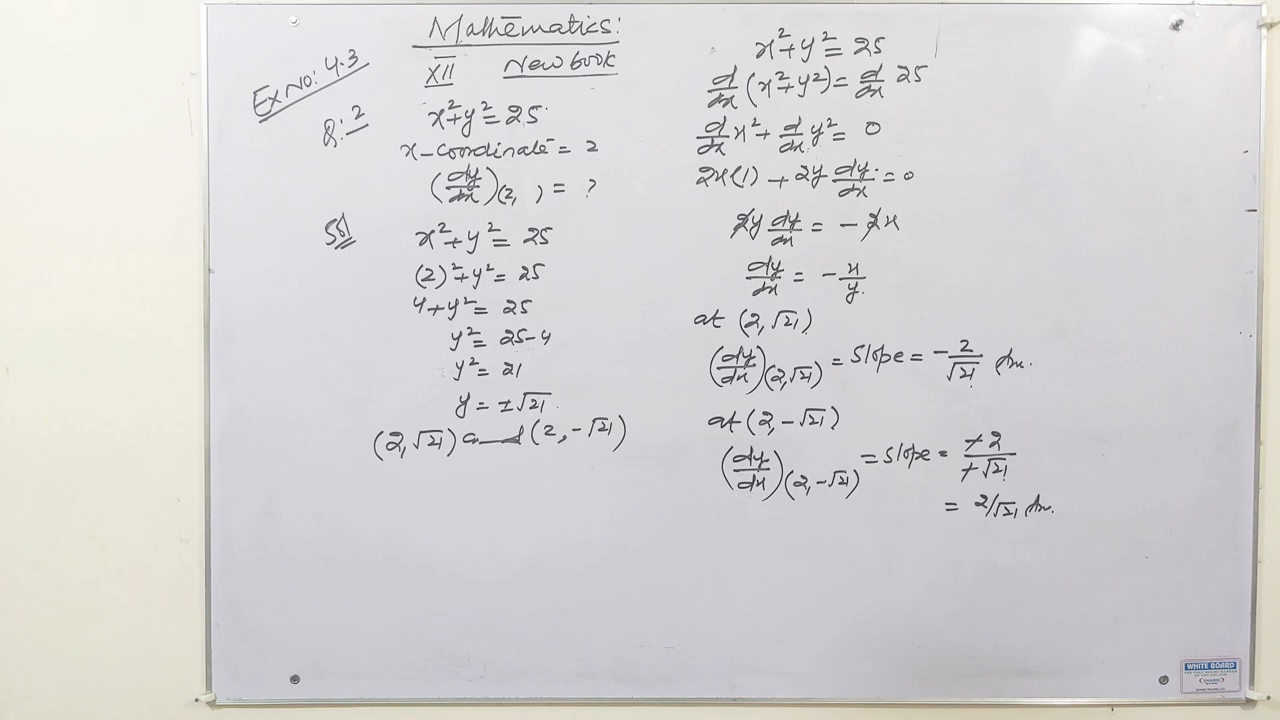 Mathematics:
XII New book
Ex No: 4.3
Q: 2
x²+y²=25
x-coordinate = 2
(dy/dx)(2, ) = ?
Sol
x²+y² = 25
(2)²+y² = 25
4+y² = 25
y² = 25-4
y² = 21
y = ±√21
(2,√21) and (2,-√21)
x²+y² = 25
d/dx (x²+y²) = d/dx 25
d/dx x² + d/dx y² = 0
2x(1) + 2y dy/dx = 0
2y dy/dx = - 2x
dy/dx = - x/y
at (2,√21)
(dy/dx)(2,√21) = Slope = - 2/√21 Ans.
at (2,-√21)
(dy/dx)(2,-√21) = Slope = -2/-√21
= 2/√21 Ans.
WHITE BOARD